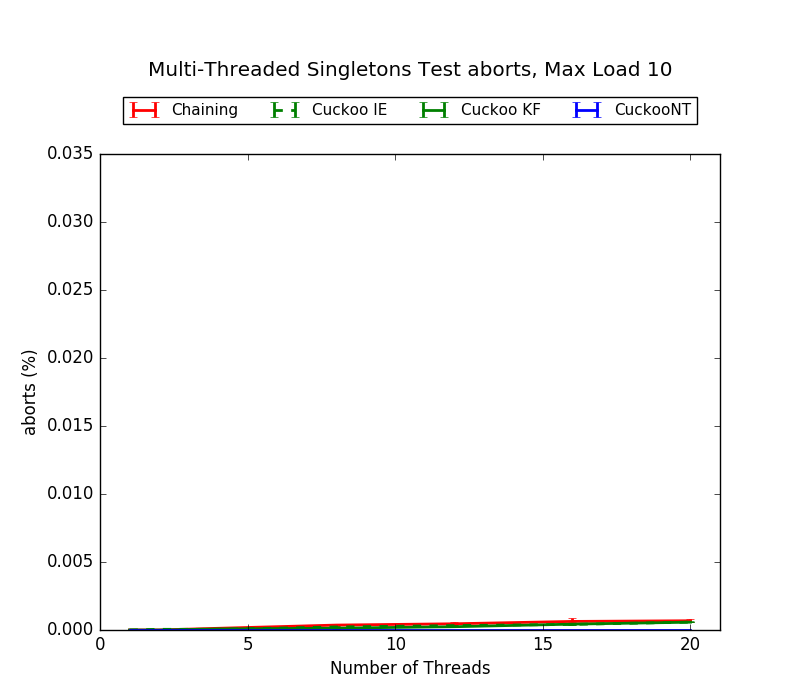 Multi-Threaded Singletons Test aborts, Max Load 10
Chaining Cuckoo IE Cuckoo KF CuckooNT
0.035
0.030
0.025
0.020
0.015
0.010
0.005
0.000
aborts (%)
0 5 10 15 20
Number of Threads